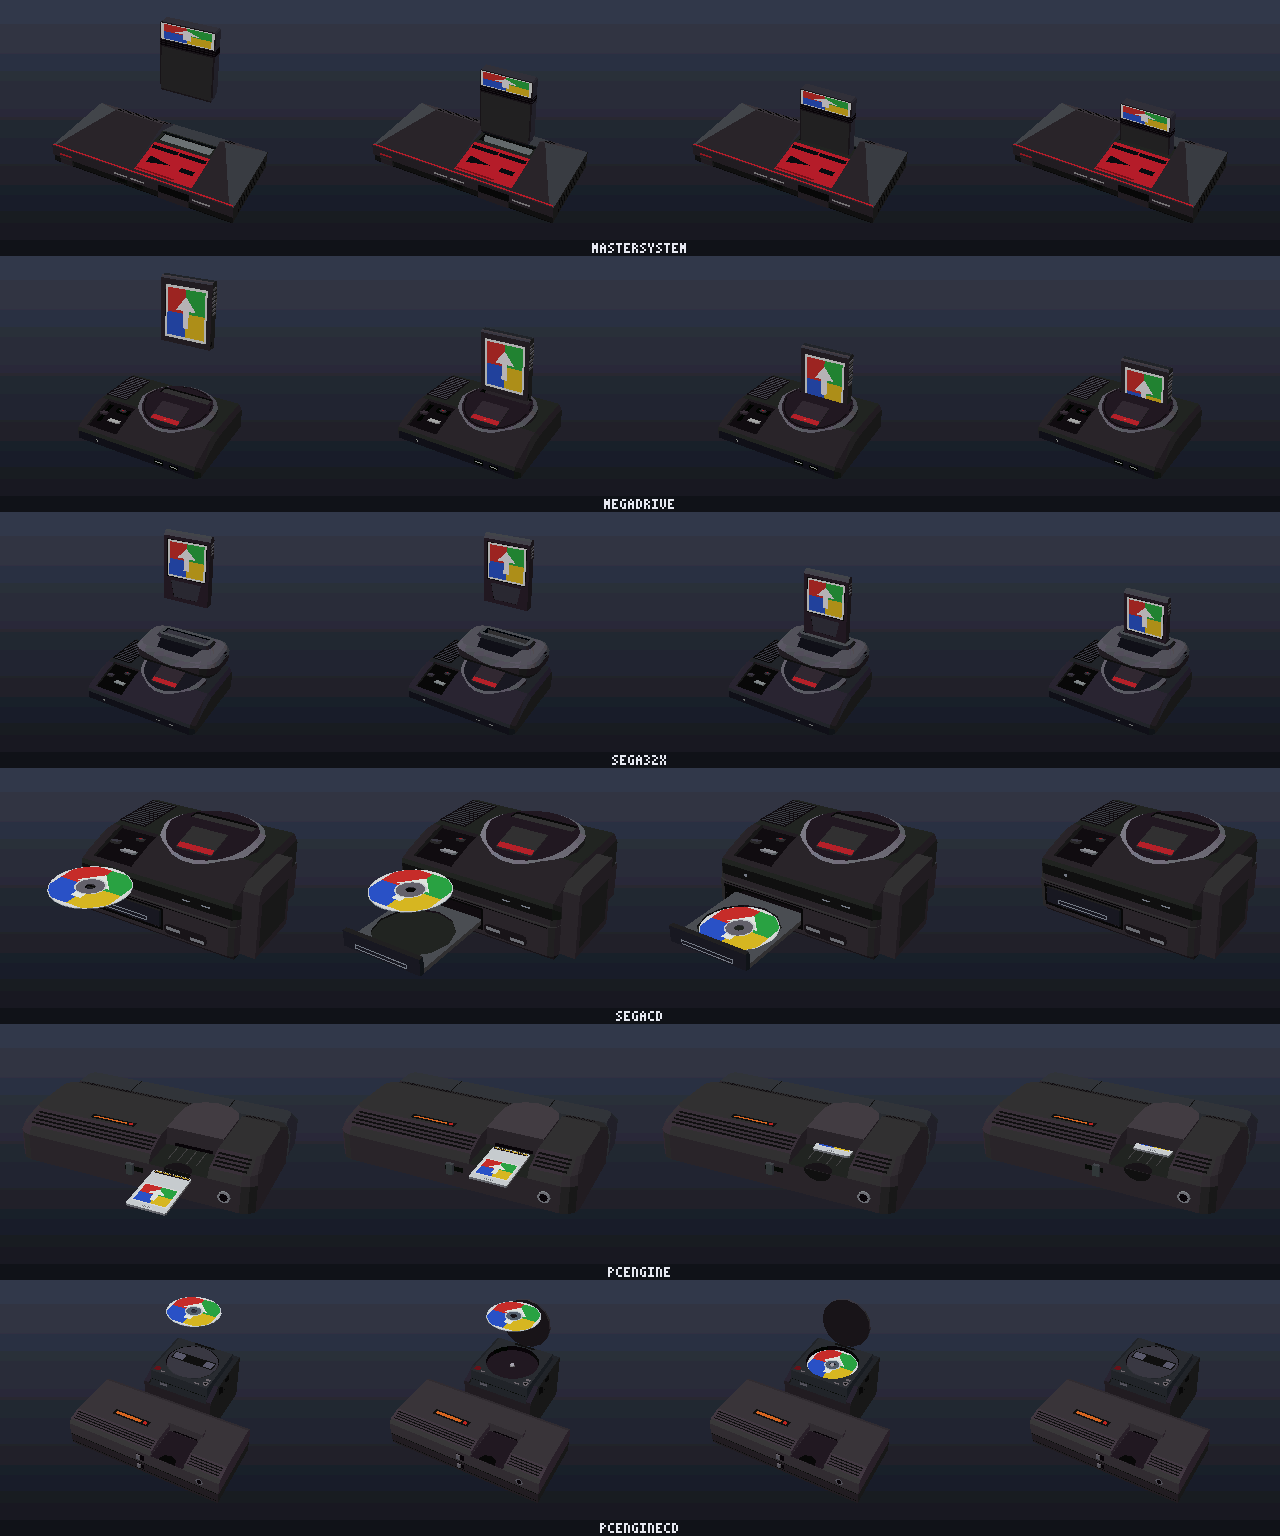 MASTERSYSTEM
MEGADRIVE
SEGA32X
SEGACD
PCENGINE
PCENGINECD